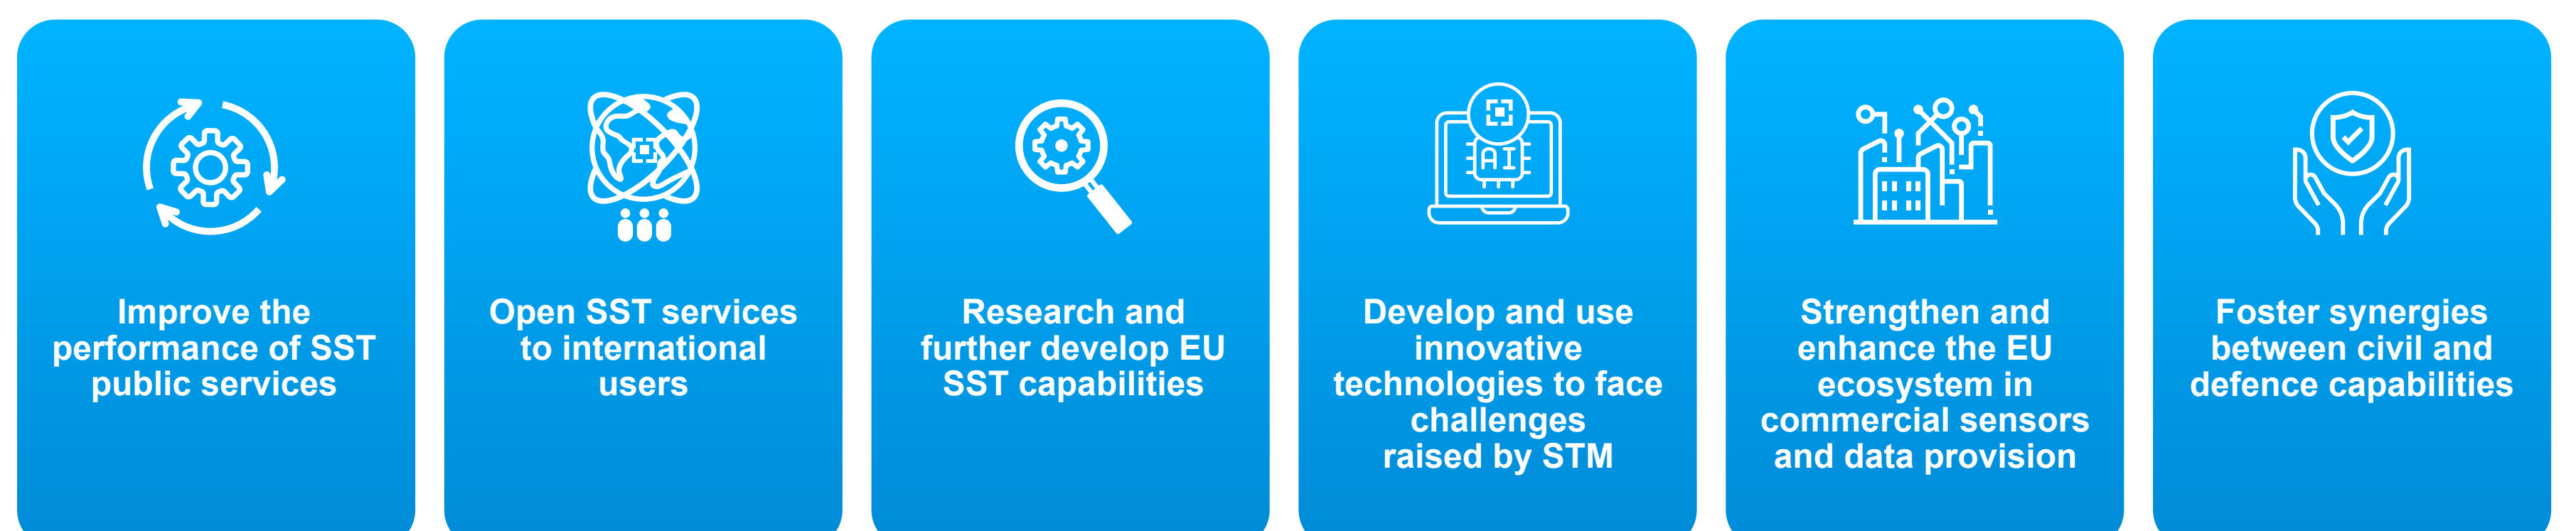 Improve the
performance of SST
public services
Open SST services
to international
users
Research and
further develop EU
SST capabilities
AI
Develop and use
innovative
technologies to face
challenges
raised by STM
Strengthen and
enhance the EU
ecosystem in
commercial sensors
and data provision
Foster synergies
between civil and
defence capabilities